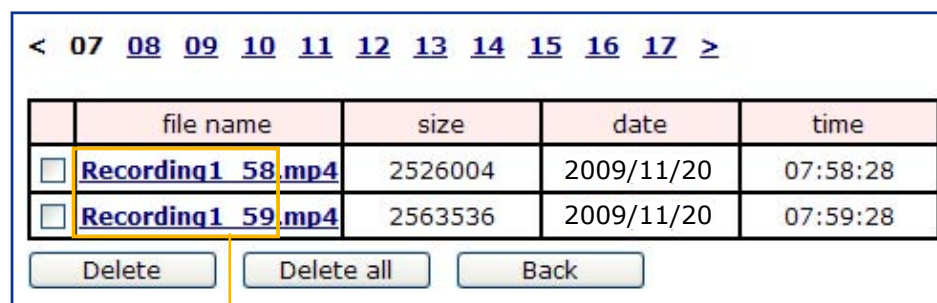 < 07 08 09 10 11 12 13 14 15 16 17 >
file name size date time
Recording1_58.mp4 2526004 2009/11/20 07:58:28
Recording1_59.mp4 2563536 2009/11/20 07:59:28
Delete Delete all Back